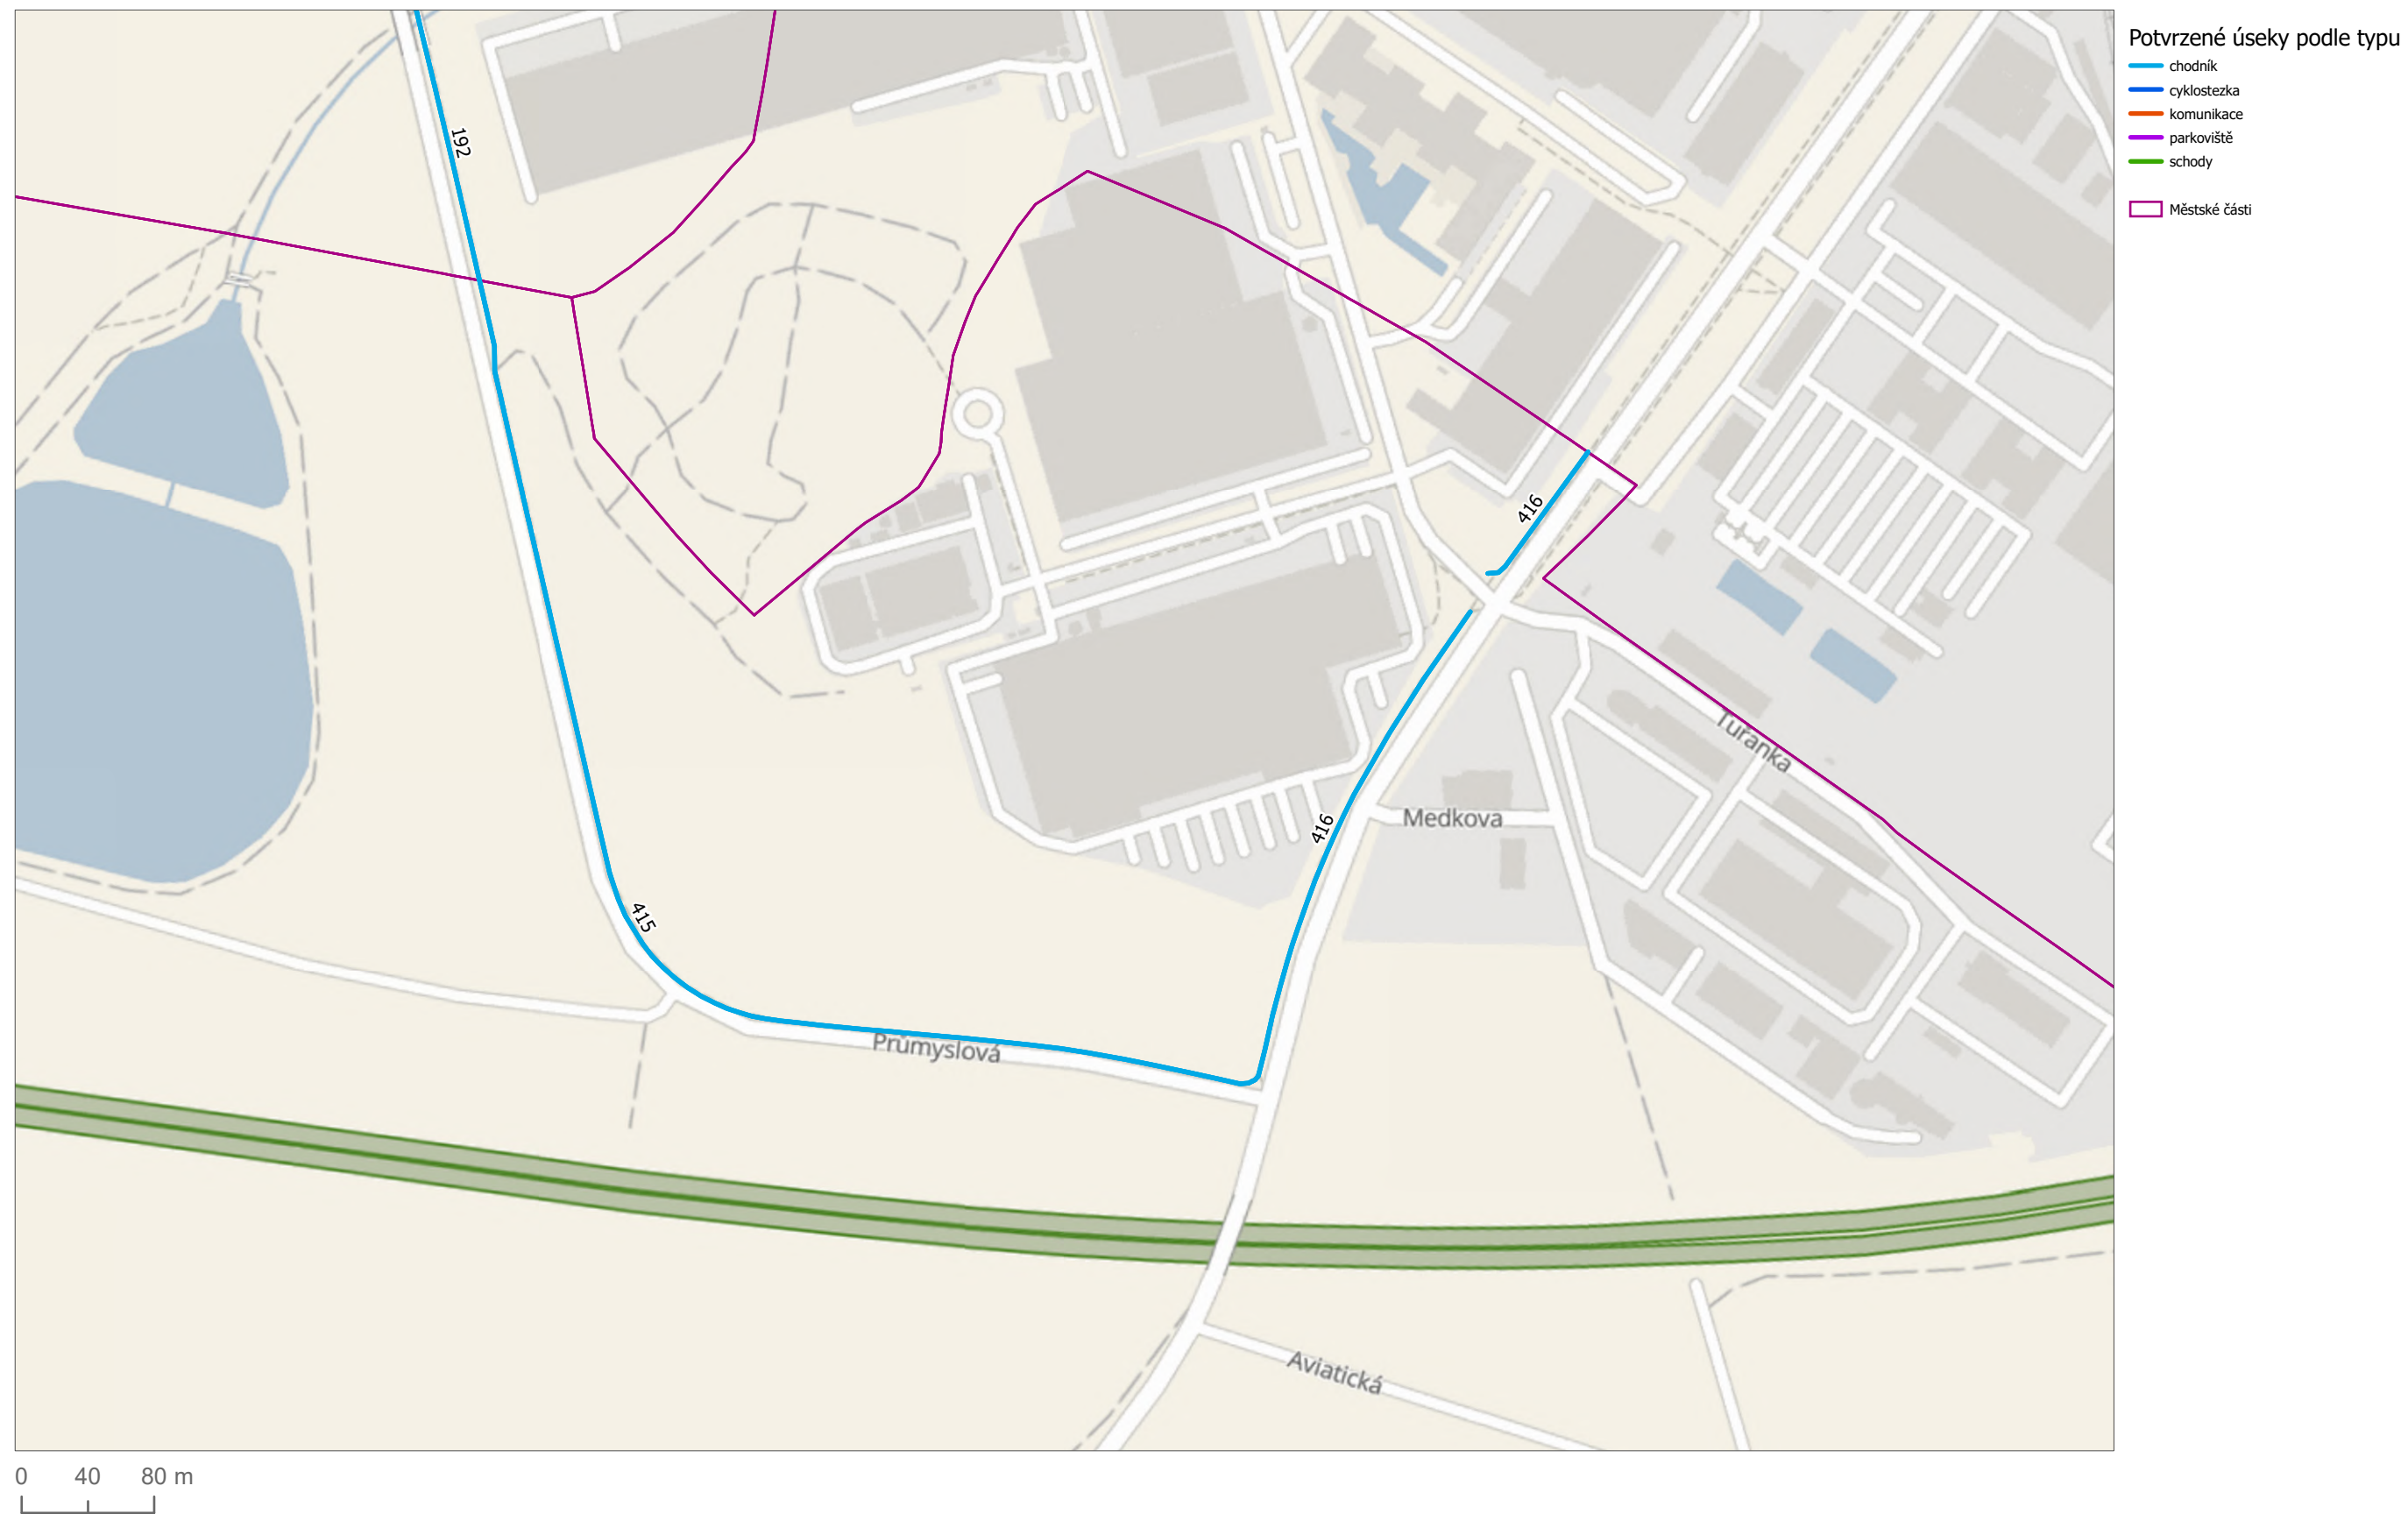 Potvrzené úseky podle typu
chodník
cyklostezka
komunikace
parkoviště
schody
Městské části
192
416
Tuřanka
416
Medkova
415
Průmyslová
Aviatická
0 40 80 m